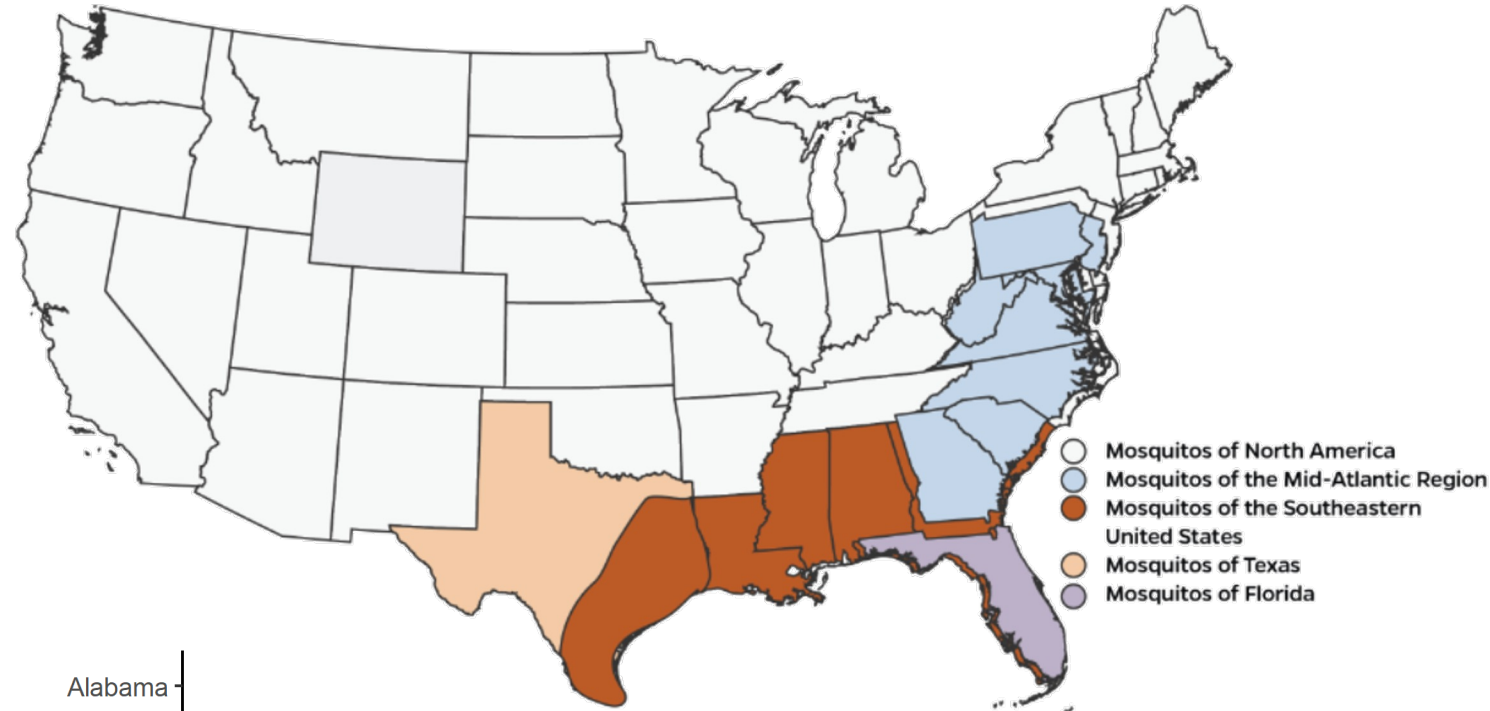 Mosquitos of North America
Mosquitos of the Mid-Atlantic Region
Mosquitos of the Southeastern
United States
Mosquitos of Texas
Mosquitos of Florida
Alabama